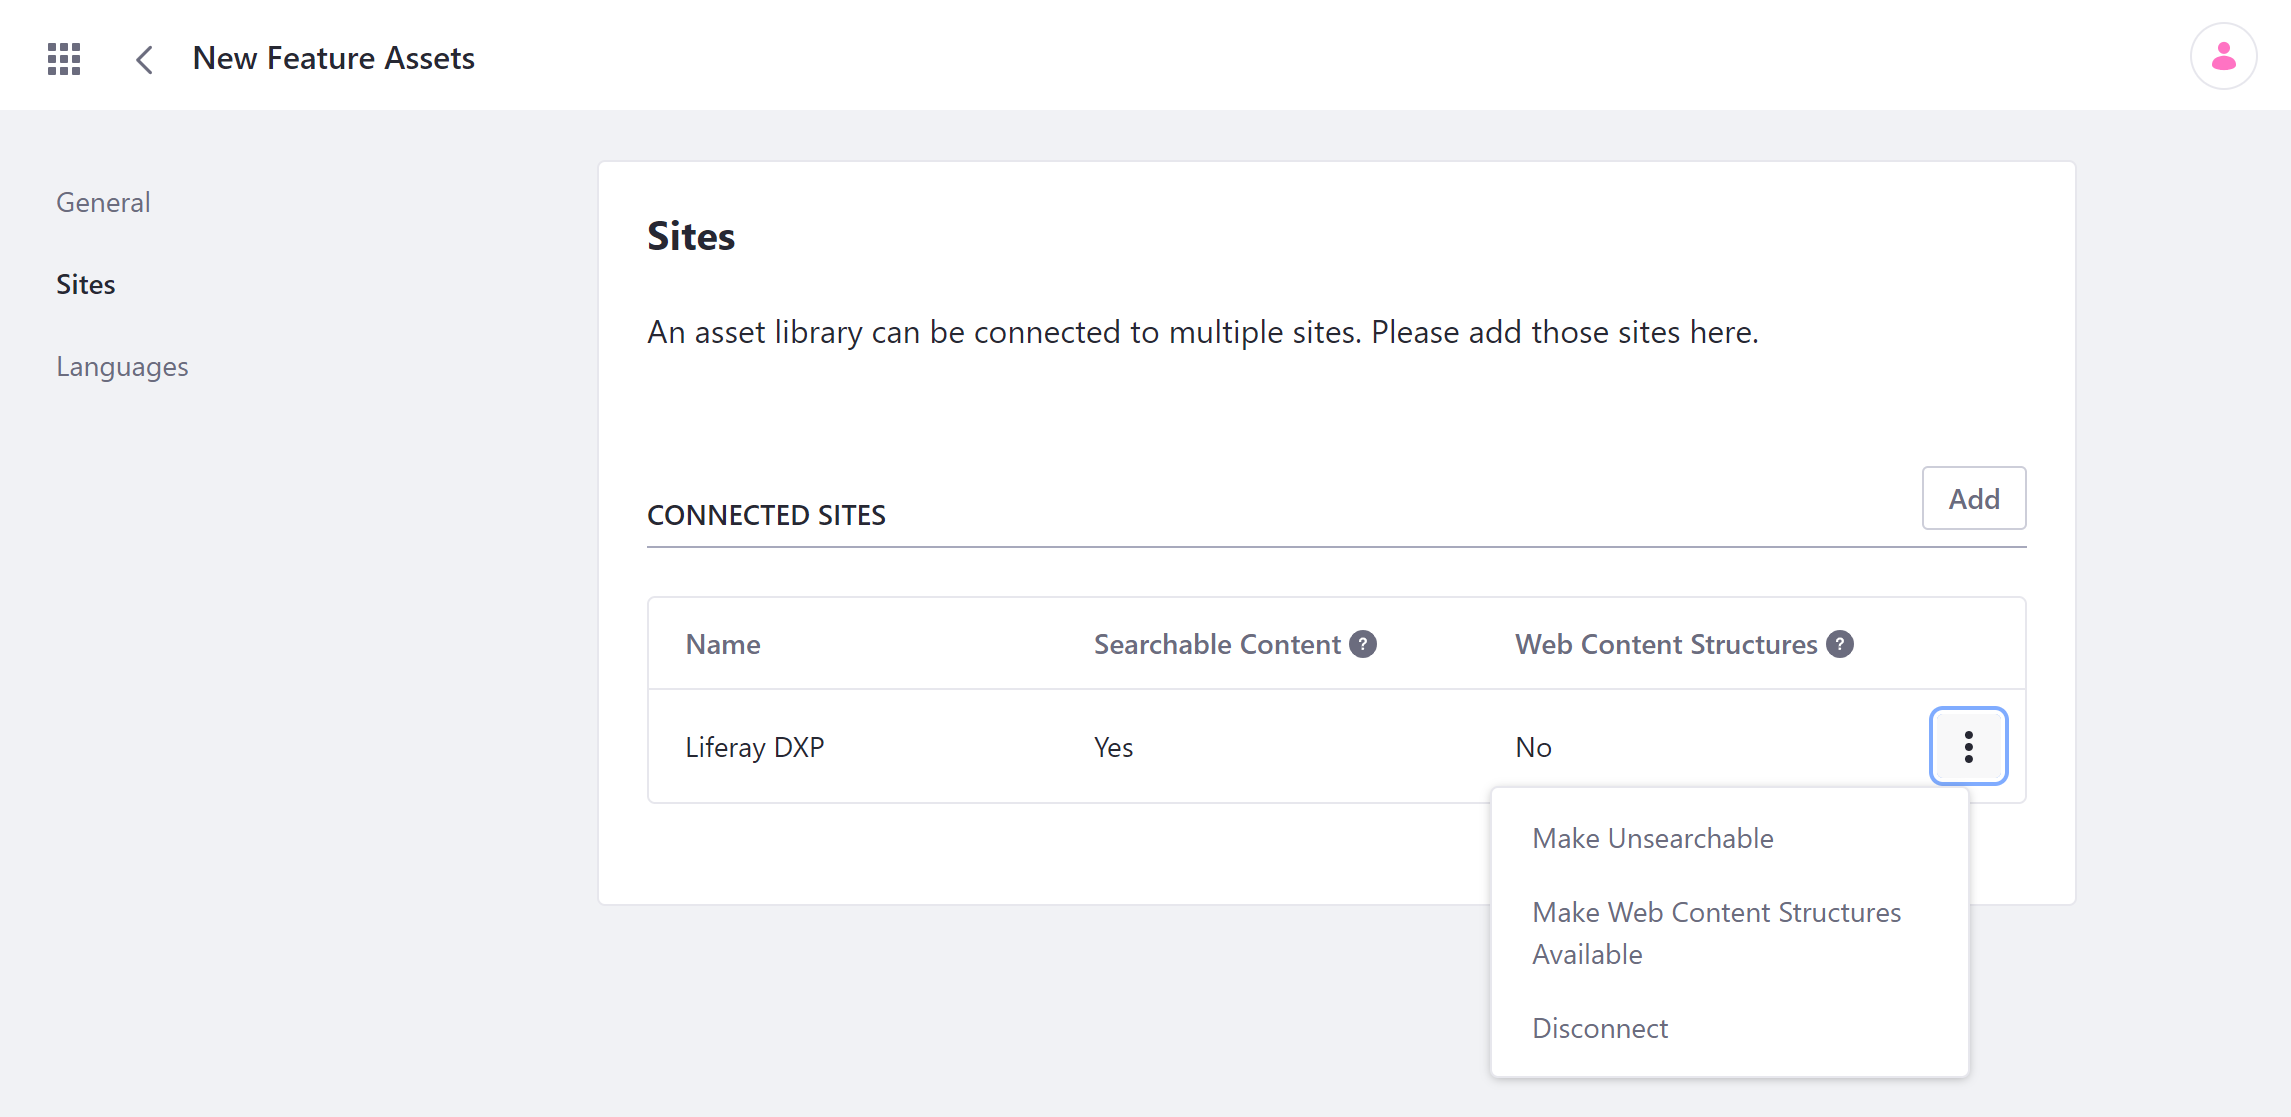 New Feature Assets
General
Sites
Languages
Sites
An asset library can be connected to multiple sites. Please add those sites here.
CONNECTED SITES
Add
Name Searchable Content ? Web Content Structures ?
Liferay DXP Yes No
Make Unsearchable
Make Web Content Structures
Available
Disconnect